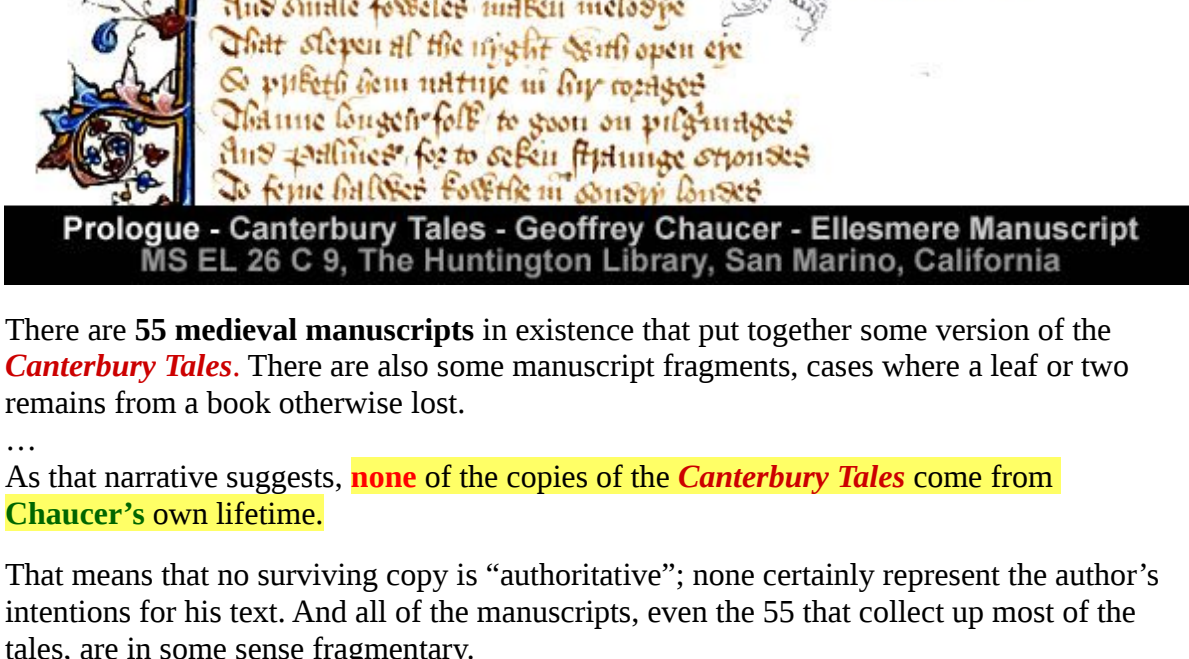 And smale foweles maken melodye
That slepen al the nyght with open eye
So priketh hem nature in hir corages
Thanne longen folk to goon on pilgrimages
And Palmeres for to seken straunge strondes
To ferne halwes kowthe in sondry londes
Prologue - Canterbury Tales - Geoffrey Chaucer - Ellesmere Manuscript
MS EL 26 C 9, The Huntington Library, San Marino, California
There are 55 medieval manuscripts in existence that put together some version of the
Canterbury Tales. There are also some manuscript fragments, cases where a leaf or two
remains from a book otherwise lost.
…
As that narrative suggests, none of the copies of the Canterbury Tales come from
Chaucer’s own lifetime.
That means that no surviving copy is “authoritative”; none certainly represent the author’s
intentions for his text. And all of the manuscripts, even the 55 that collect up most of the
tales, are in some sense fragmentary.